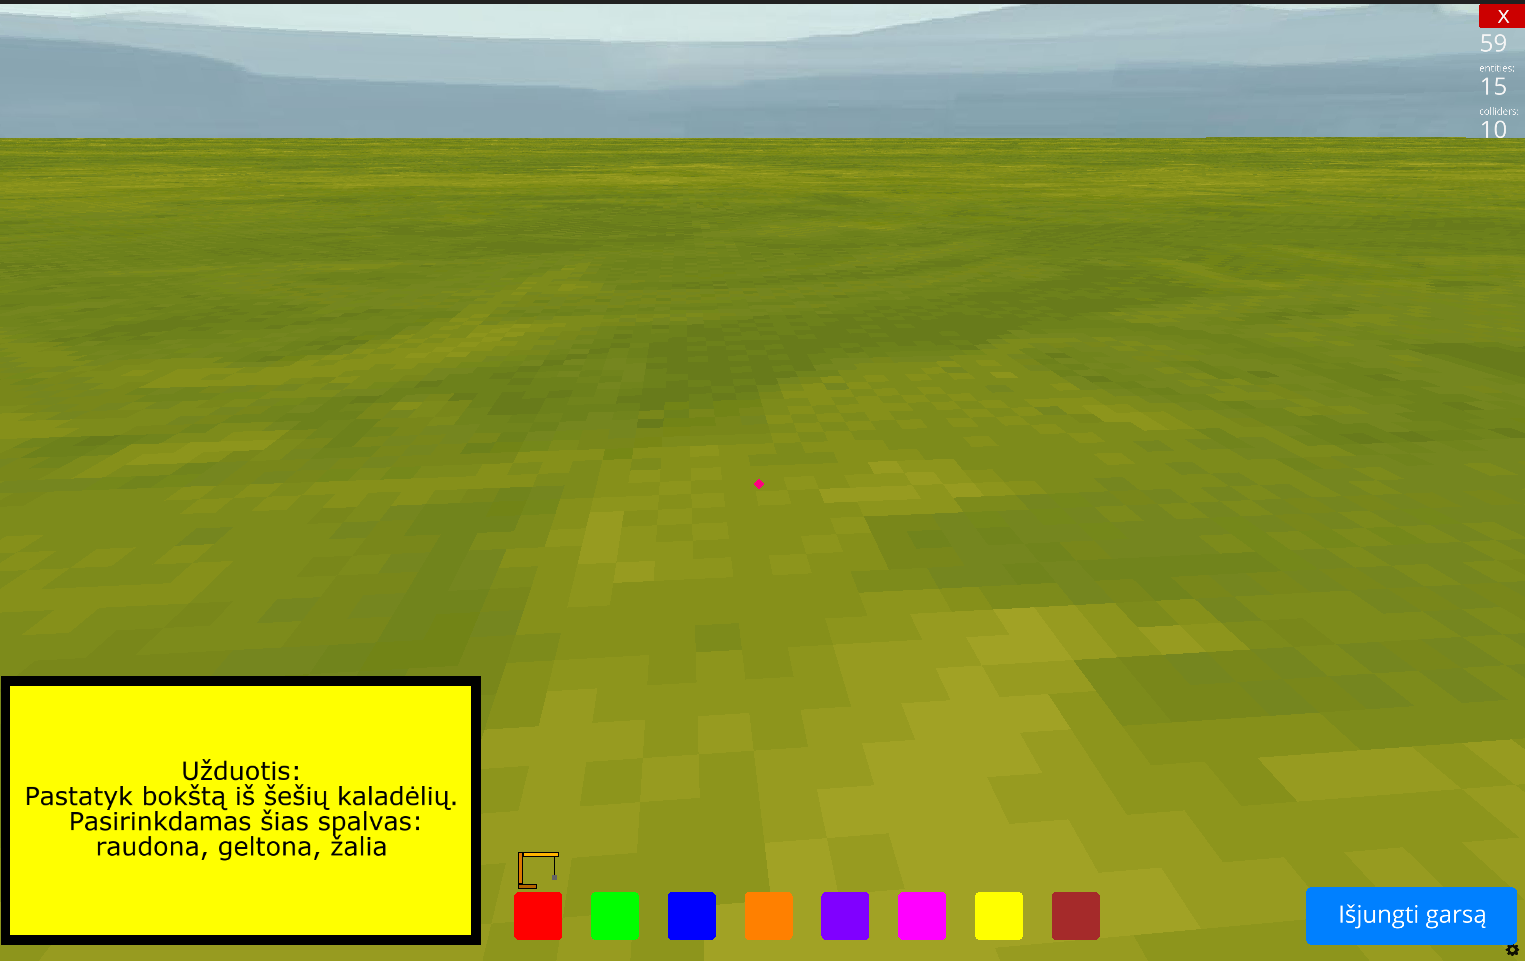 X
59
entities:
15
colliders:
10
Užduotis:
Pastatyk bokštą iš šešių kaladėlių.
Pasirinkdamas šias spalvas:
raudona, geltona, žalia
Išjungti garsą